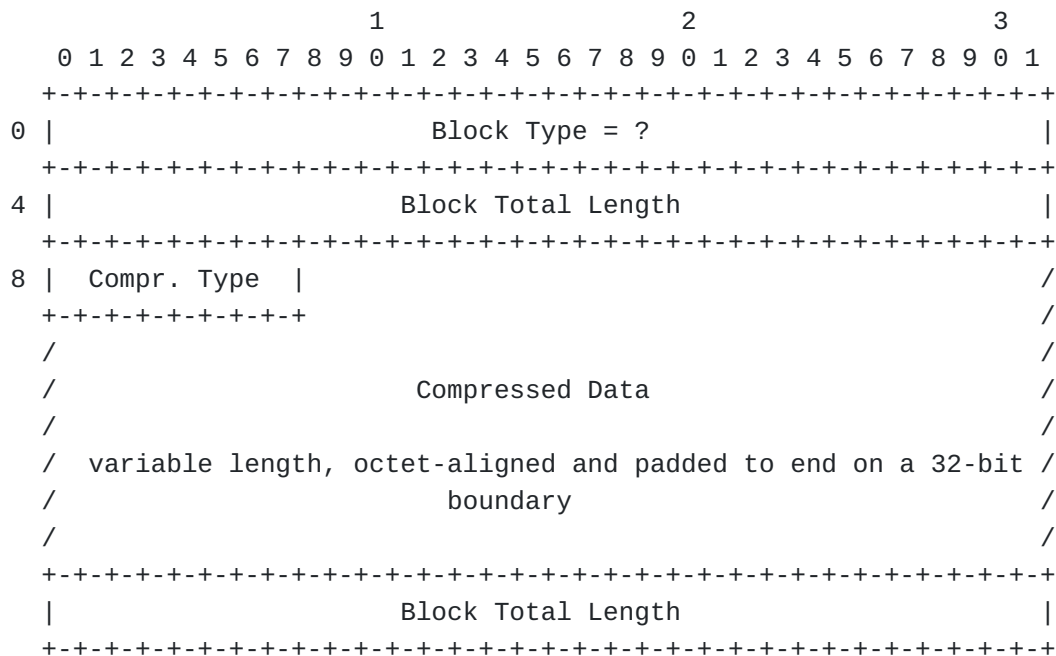 1                   2                   3
    0 1 2 3 4 5 6 7 8 9 0 1 2 3 4 5 6 7 8 9 0 1 2 3 4 5 6 7 8 9 0 1
   +-+-+-+-+-+-+-+-+-+-+-+-+-+-+-+-+-+-+-+-+-+-+-+-+-+-+-+-+-+-+-+-+
 0 |                        Block Type = ?                         |
   +-+-+-+-+-+-+-+-+-+-+-+-+-+-+-+-+-+-+-+-+-+-+-+-+-+-+-+-+-+-+-+-+
 4 |                      Block Total Length                       |
   +-+-+-+-+-+-+-+-+-+-+-+-+-+-+-+-+-+-+-+-+-+-+-+-+-+-+-+-+-+-+-+-+
 8 |  Compr. Type  |                                               /
   +-+-+-+-+-+-+-+-+                                               /
   /                                                               /
   /                       Compressed Data                         /
   /                                                               /
   /  variable length, octet-aligned and padded to end on a 32-bit /
   /                         boundary                              /
   /                                                               /
   +-+-+-+-+-+-+-+-+-+-+-+-+-+-+-+-+-+-+-+-+-+-+-+-+-+-+-+-+-+-+-+-+
   |                      Block Total Length                       |
   +-+-+-+-+-+-+-+-+-+-+-+-+-+-+-+-+-+-+-+-+-+-+-+-+-+-+-+-+-+-+-+-+